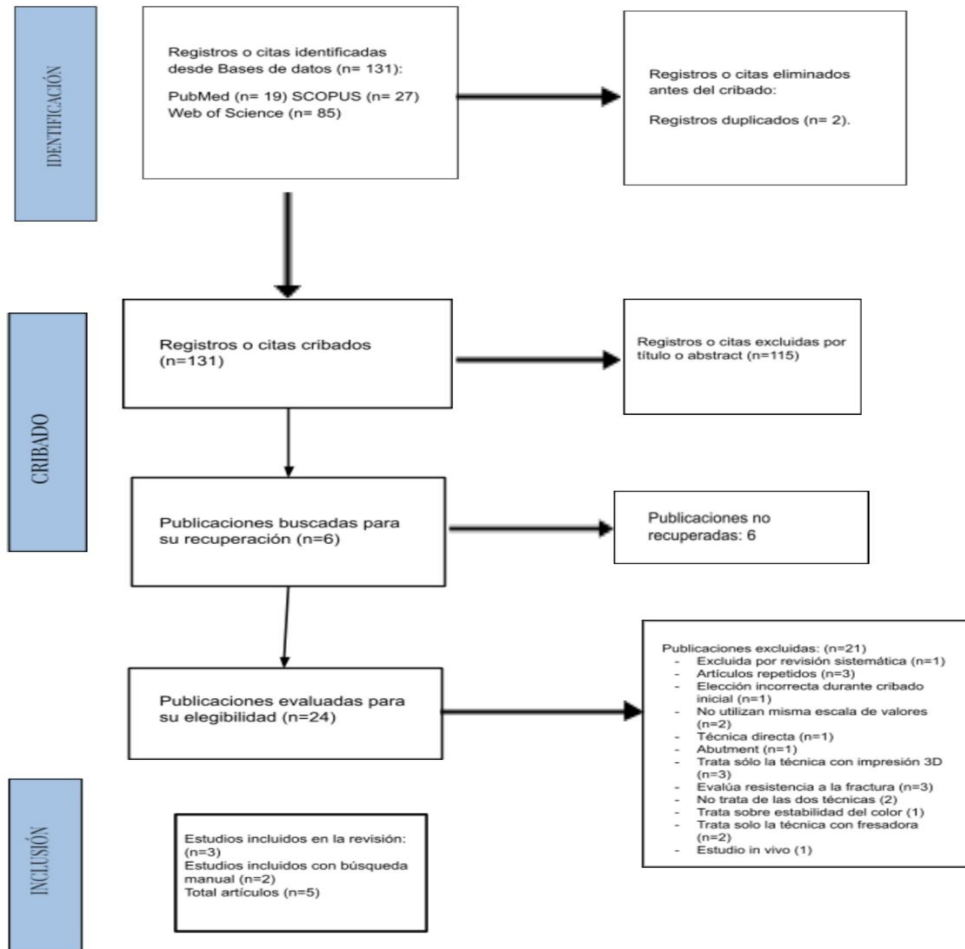 IDENTIFICACIÓN
Registros o citas identificadas
desde Bases de datos (n= 131):
PubMed (n= 19) SCOPUS (n= 27)
Web of Science (n= 85)
Registros o citas eliminados
antes del cribado:
Registros duplicados (n= 2).
CRIBADO
Registros o citas cribados
(n=131)
Registros o citas excluidas por
título o abstract (n=115)
Publicaciones buscadas para
su recuperación (n=6)
Publicaciones no
recuperadas: 6
Publicaciones evaluadas para
su elegibilidad (n=24)
Publicaciones excluidas: (n=21)
- Excluida por revisión sistemática (n=1)
- Artículos repetidos (n=3)
- Elección incorrecta durante cribado
inicial (n=1)
- No utilizan misma escala de valores
(n=2)
- Técnica directa (n=1)
- Abutment (n=1)
- Trata sólo la técnica con impresión 3D
(n=3)
- Evalúa resistencia a la fractura (n=3)
- No trata de las dos técnicas (2)
- Trata sobre estabilidad del color (1)
- Trata solo la técnica con fresadora
(n=2)
- Estudio in vivo (1)
INCLUSIÓN
Estudios incluidos en la revisión:
(n=3)
Estudios incluidos con búsqueda
manual (n=2)
Total artículos (n=5)